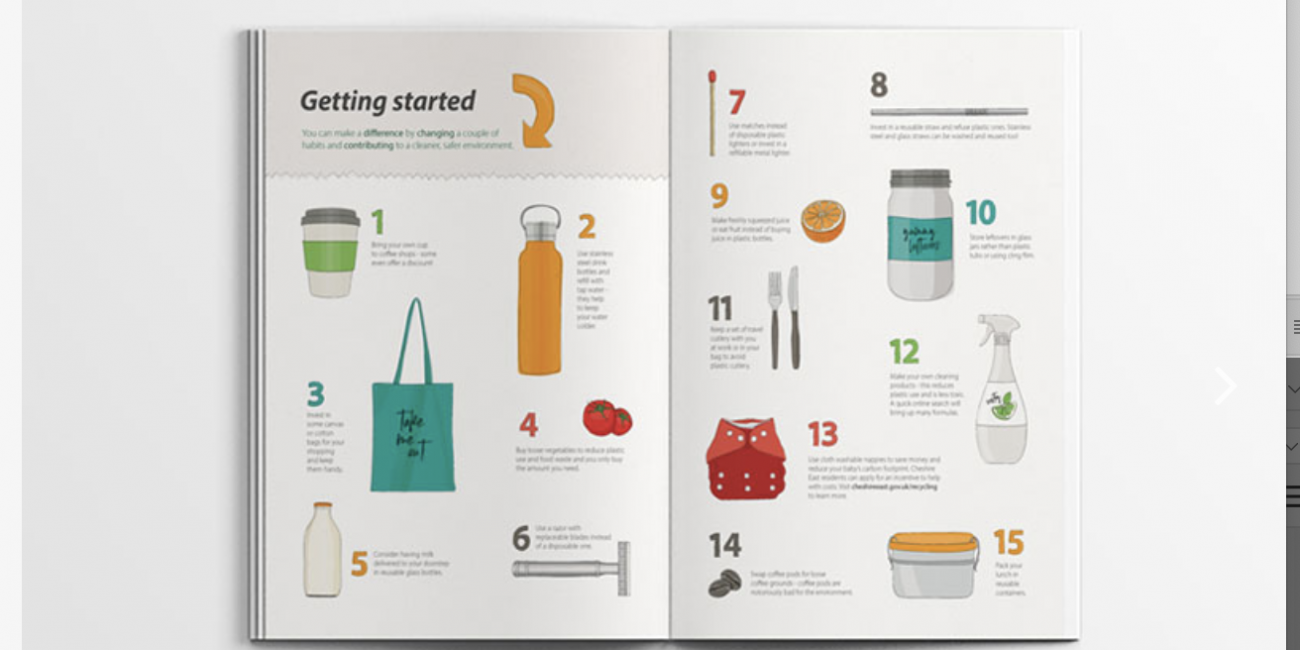 Getting started
You can make a difference by changing a couple of
habits and contributing to a cleaner, safer environment.
1
Bring your own cup
to coffee shops - some
even offer a discount!
2
Use stainless
steel drink
bottles and
refill with
tap water -
they help
to keep
your water
colder.
3
Invest in
some canvas
or cotton
bags for your
shopping
and keep
them handy.
take
me
out
4
Buy loose vegetables to reduce plastic
use and food waste and you only buy
the amount you need.
5
Consider having milk
delivered to your doorstep
in reusable glass bottles.
6
Use a razor with
replaceable blades instead
of a disposable one.
7
Use matches instead
of disposable plastic
lighters or invest in a
refillable metal lighter.
8
Invest in a reusable straw and refuse plastic ones. Stainless
steel and glass straws can be washed and reused too!
9
Make freshly squeezed juice
or eat fruit instead of buying
juice in plastic bottles.
10
Store leftovers in glass
jars rather than plastic
tubs or using cling film.
11
Keep a set of travel
cutlery with you
at work or in your
bag to avoid
plastic cutlery.
12
Make your own cleaning
products - this reduces
plastic use and is less toxic.
A quick online search will
bring up many formulas.
13
Use cloth washable nappies to save money and
reduce your baby's carbon footprint. Cheshire
East residents can apply for an incentive to help
with costs. Visit cheshireeast.gov.uk/recycling
to learn more.
14
Swap coffee pods for loose
coffee grounds - coffee pods are
notoriously bad for the environment.
15
Pack your
lunch in
reusable
containers.